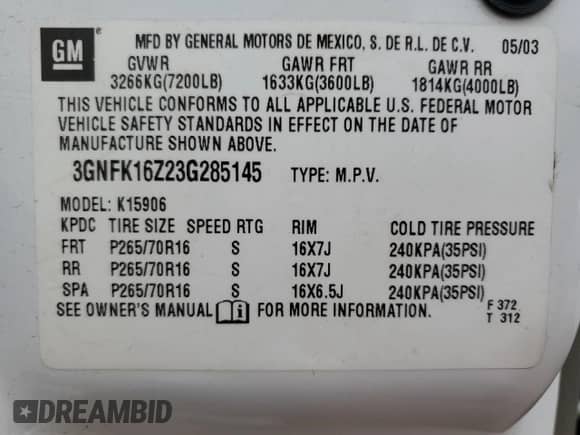 GM
MFD BY GENERAL MOTORS DE MEXICO, S. DE R.L. DE C.V. 05/03
GVWR GAWR FRT GAWR RR
3266KG(7200LB) 1633KG(3600LB) 1814KG(4000LB)
THIS VEHICLE CONFORMS TO ALL APPLICABLE U.S. FEDERAL MOTOR
VEHICLE SAFETY STANDARDS IN EFFECT ON THE DATE OF
MANUFACTURE SHOWN ABOVE.
3GNFK16Z23G285145 TYPE: M.P.V.
MODEL: K15906
KPDC TIRE SIZE SPEED RTG RIM COLD TIRE PRESSURE
FRT P265/70R16 S 16X7J 240KPA(35PSI)
RR P265/70R16 S 16X7J 240KPA(35PSI)
SPA P265/70R16 S 16X6.5J 240KPA(35PSI)
SEE OWNER'S MANUAL FOR MORE INFORMATION. F 372
T 312
DREAMBID